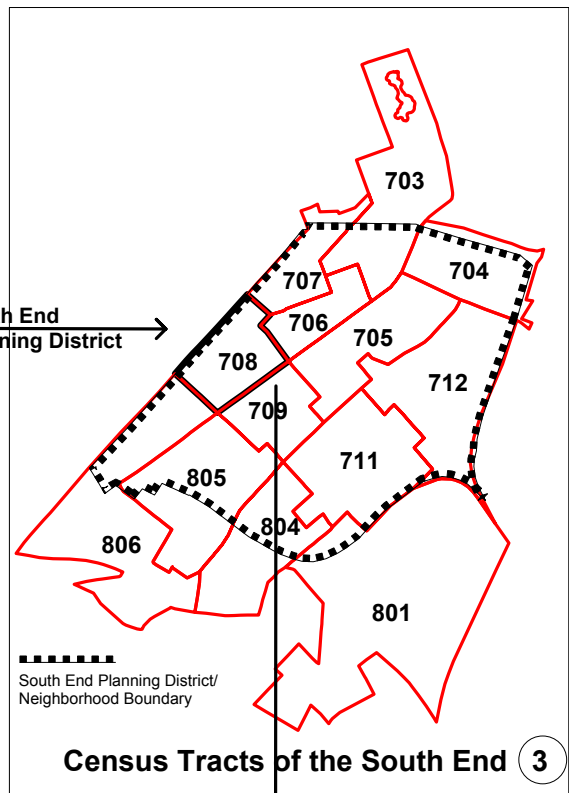 703
704
707
h End
706
705
ning District
708
712
709
711
805
804
806
801
South End Planning District/
Neighborhood Boundary
Census Tracts of the South End 3